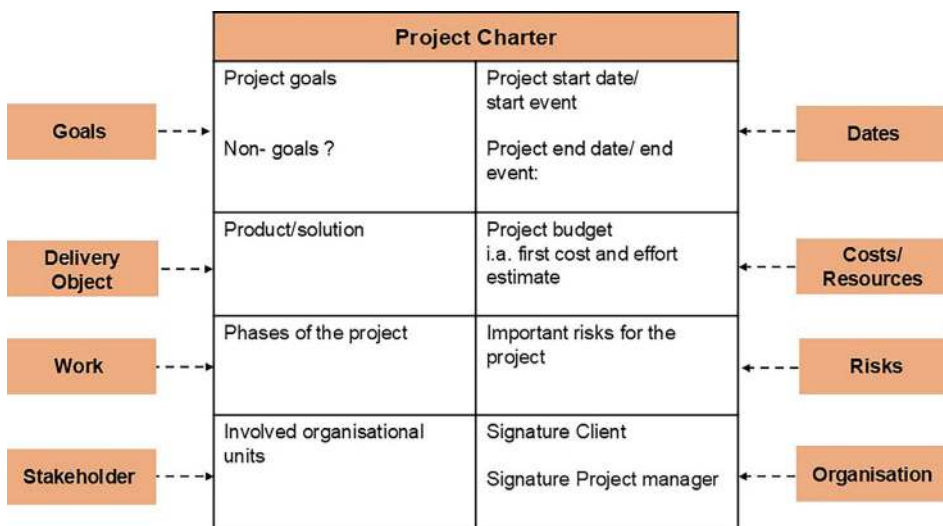 Project Charter
Goals
Project goals
Non- goals ?
Project start date/
start event
Project end date/ end
event:
Dates
Delivery
Object
Product/solution
Project budget
i.a. first cost and effort
estimate
Costs/
Resources
Work
Phases of the project
Important risks for the
project
Risks
Stakeholder
Involved organisational
units
Signature Client
Signature Project manager
Organisation